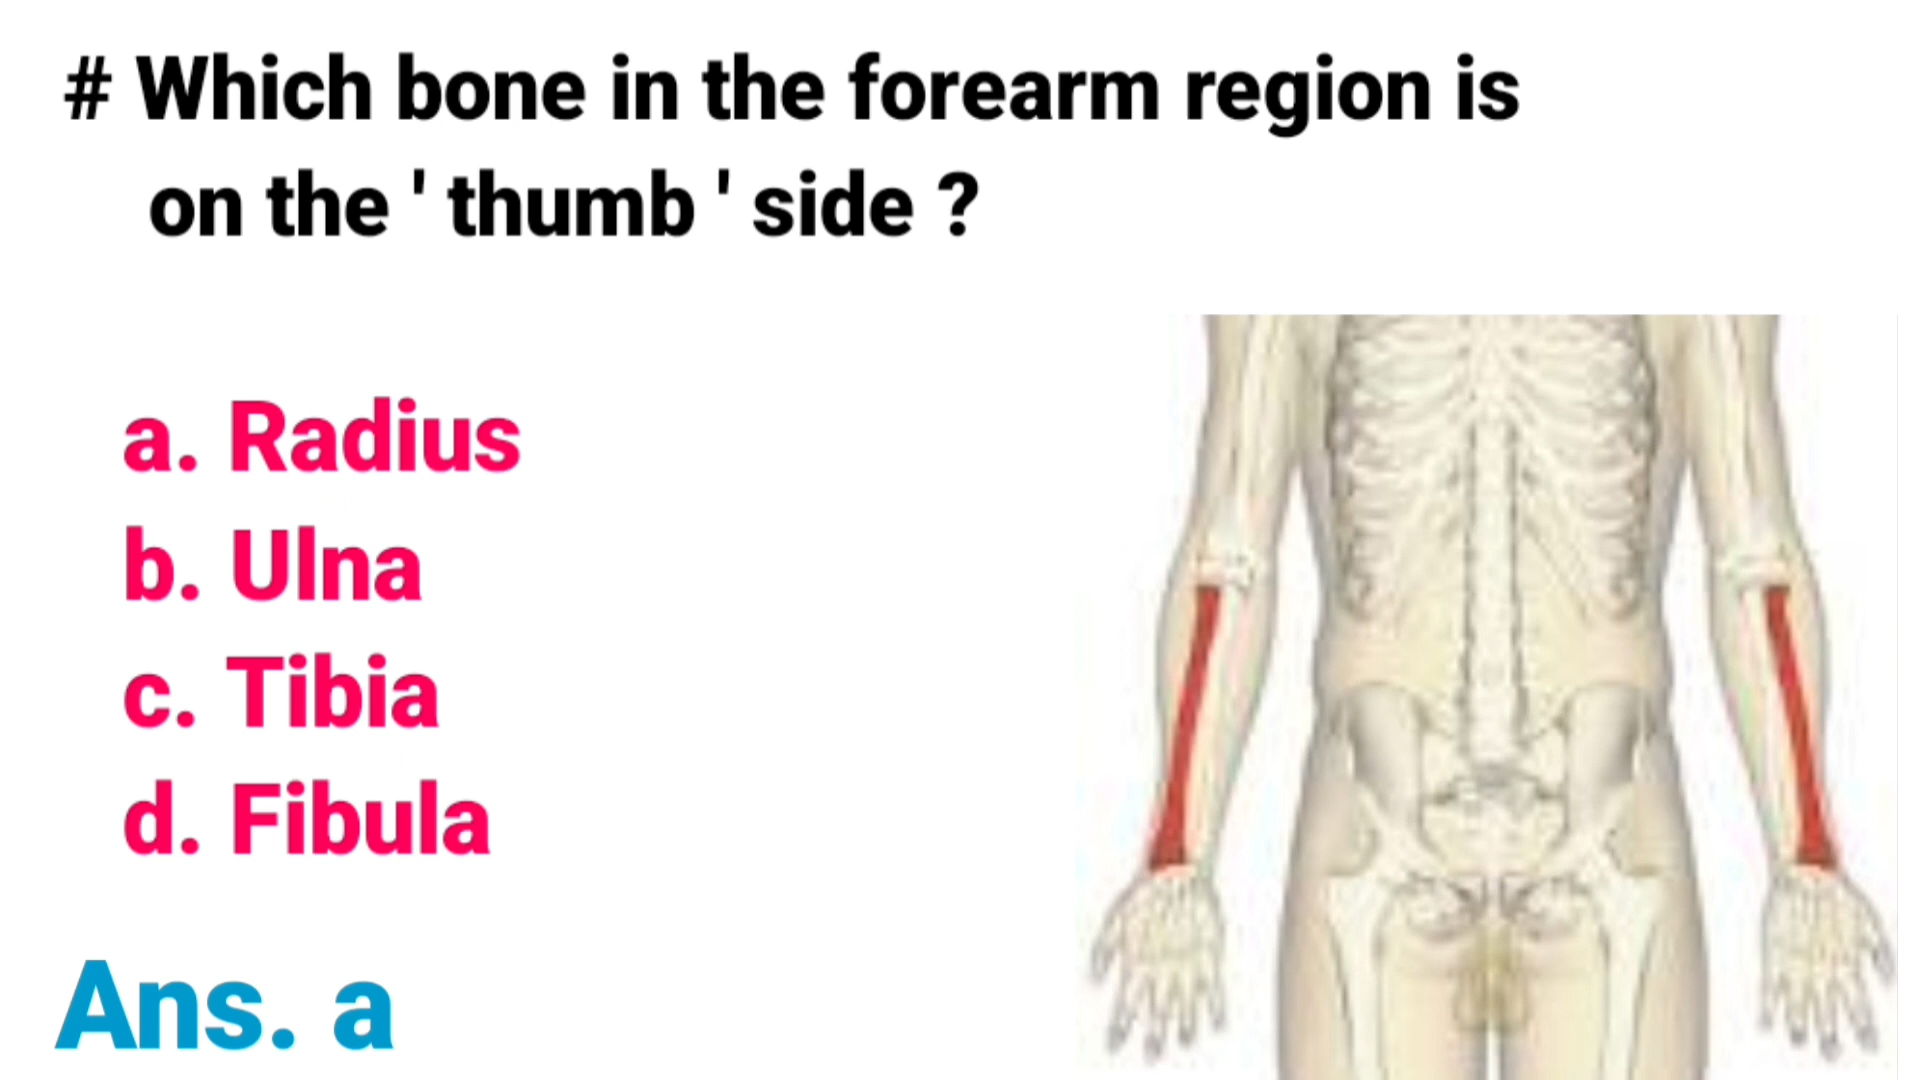 # Which bone in the forearm region is
on the ' thumb ' side ?
a. Radius
b. Ulna
c. Tibia
d. Fibula
Ans. a